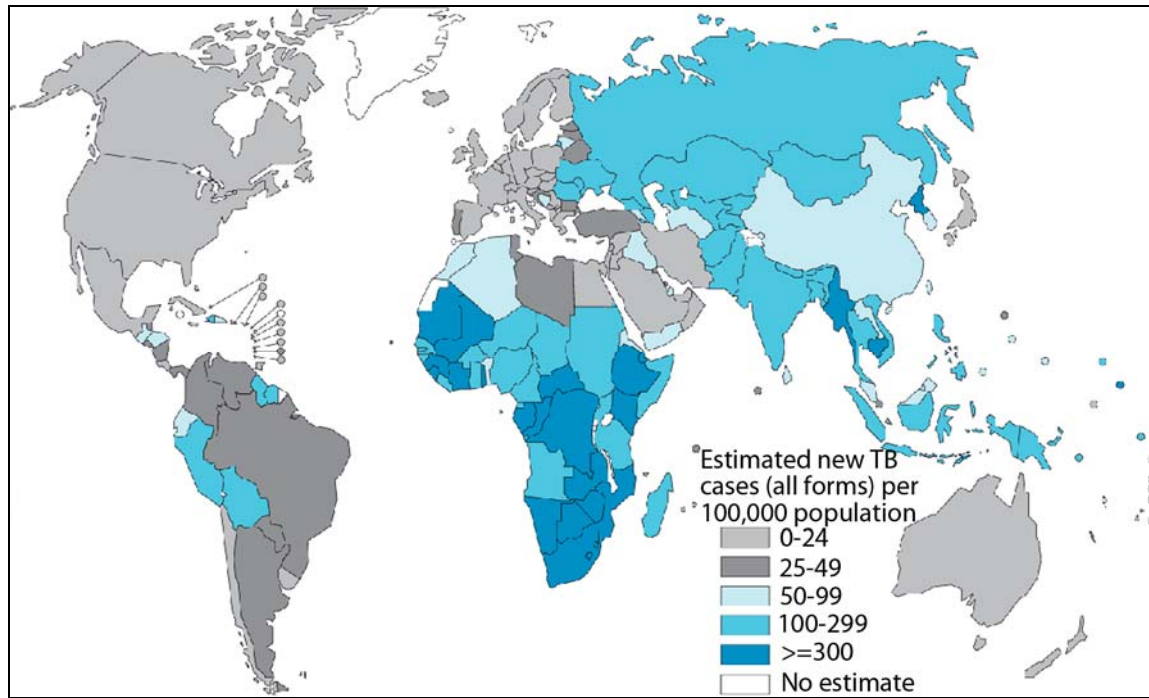 Estimated new TB
cases (all forms) per
100,000 population
0-24
25-49
50-99
100-299
>=300
No estimate